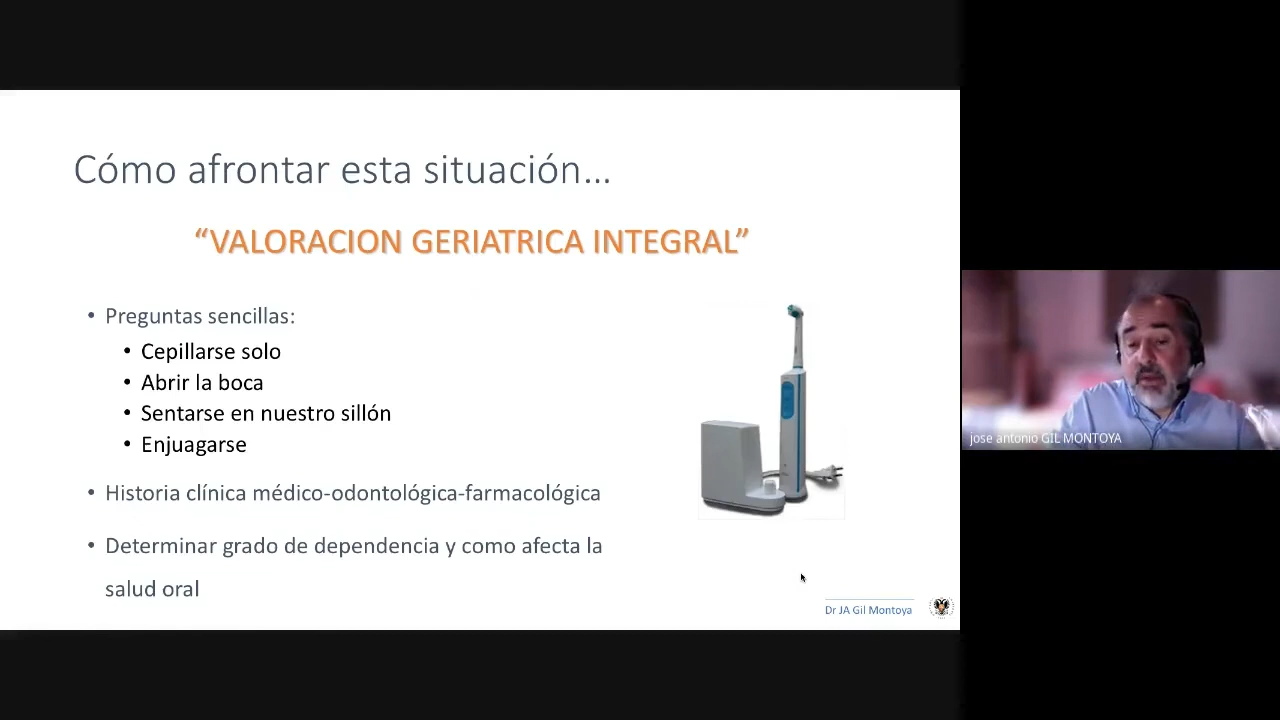 Cómo afrontar esta situación...
“VALORACION GERIATRICA INTEGRAL”
• Preguntas sencillas:
• Cepillarse solo
• Abrir la boca
• Sentarse en nuestro sillón
• Enjuagarse
• Historia clínica médico-odontológica-farmacológica
• Determinar grado de dependencia y como afecta la
salud oral
Dr JA Gil Montoya
jose antonio GIL MONTOYA